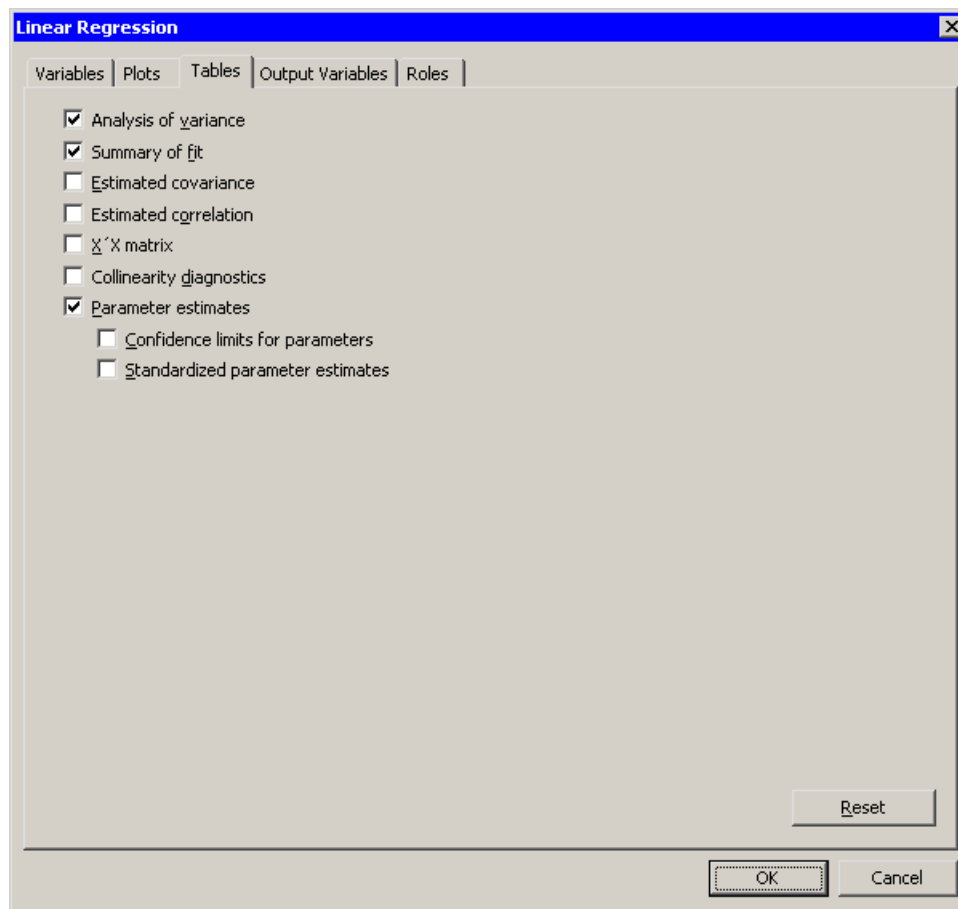 Linear Regression
Variables Plots Tables Output Variables Roles
Analysis of variance
Summary of fit
Estimated covariance
Estimated correlation
X´X matrix
Collinearity diagnostics
Parameter estimates
Confidence limits for parameters
Standardized parameter estimates
Reset
OK Cancel